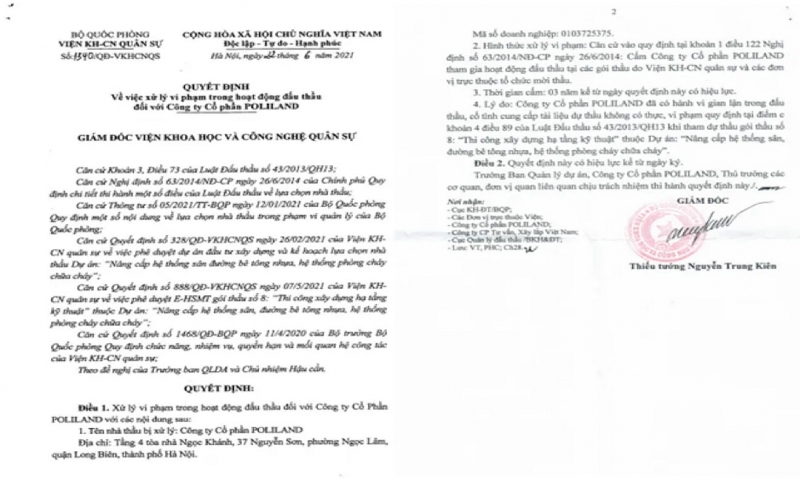 BỘ QUỐC PHÒNG
VIỆN KH-CN QUÂN SỰ
CỘNG HÒA XÃ HỘI CHỦ NGHĨA VIỆT NAM
Độc lập - Tự do - Hạnh phúc
Số:1390/QĐ-VKHCNQS
Hà Nội, ngày 22 tháng 6 năm 2021
QUYẾT ĐỊNH
Về việc xử lý vi phạm trong hoạt động đấu thầu
đối với Công ty Cổ phần POLILAND
GIÁM ĐỐC VIỆN KHOA HỌC VÀ CÔNG NGHỆ QUÂN SỰ
Căn cứ Khoản 3, Điều 73 của Luật Đấu thầu số 43/2013/QH13;
Căn cứ Nghị định số 63/2014/NĐ-CP ngày 26/6/2014 của Chính phủ Quy
định chi tiết thi hành một số điều của Luật Đấu thầu về lựa chọn nhà thầu;
Căn cứ Thông tư số 05/2021/TT-BQP ngày 12/01/2021 của Bộ Quốc phòng
Quy định một số nội dung về lựa chọn nhà thầu trong phạm vi quản lý của Bộ
Quốc phòng;
Căn cứ Quyết định số 328/QĐ-VKHCNQS ngày 26/02/2021 của Viện KH-
CN quân sự về việc phê duyệt dự án đầu tư xây dựng và kế hoạch lựa chọn nhà
thầu Dự án: “Nâng cấp hệ thống sân, đường bê tông nhựa, hệ thống phòng cháy
chữa cháy”;
Căn cứ Quyết định số 888/QĐ-VKHCNQS ngày 07/5/2021 của Viện KH-
CN quân sự về việc phê duyệt E-HSMT gói thầu số 8: “Thi công xây dựng hạ tầng
kỹ thuật” thuộc Dự án: “Nâng cấp hệ thống sân, đường bê tông nhựa, hệ thống
phòng cháy chữa cháy”;
Căn cứ Quyết định số 1468/QĐ-BQP ngày 11/4/2020 của Bộ trưởng Bộ
Quốc phòng Quy định chức năng, nhiệm vụ, quyền hạn và mối quan hệ công tác
của Viện KH-CN quân sự;
Theo đề nghị của Trưởng ban QLDA và Chủ nhiệm Hậu cần.
QUYẾT ĐỊNH:
Điều 1. Xử lý vi phạm trong hoạt động đấu thầu đối với Công ty Cổ Phần
POLILAND với các nội dung sau:
1. Tên nhà thầu bị xử lý: Công ty Cổ phần POLILAND
Địa chỉ: Tầng 4 tòa nhà Ngọc Khánh, 37 Nguyễn Sơn, phường Ngọc Lâm,
quận Long Biên, thành phố Hà Nội.
2
Mã số doanh nghiệp: 0103725375.
2. Hình thức xử lý vi phạm: Căn cứ vào quy định tại khoản 1 điều 122 Nghị
định số 63/2014/NĐ-CP ngày 26/6/2014: Cấm Công ty Cổ phần POLILAND
tham gia hoạt động đấu thầu tại các gói thầu do Viện KH-CN quân sự và các đơn
vị trực thuộc tổ chức mời thầu.
3. Thời gian cấm: 03 năm kể từ ngày quyết định này có hiệu lực.
4. Lý do: Công ty Cổ phần POLILAND đã có hành vi gian lận trong đấu
thầu, cố tình cung cấp tài liệu dự thầu không có thực, vi phạm quy định tại điểm c
khoản 4 điều 89 của Luật Đấu thầu số 43/2013/QH13 khi tham dự thầu gói thầu số
8: “Thi công xây dựng hạ tầng kỹ thuật” thuộc Dự án: “Nâng cấp hệ thống sân,
đường bê tông nhựa, hệ thống phòng cháy chữa cháy”.
Điều 2. Quyết định này có hiệu lực kể từ ngày ký.
Trưởng Ban Quản lý dự án, Công ty Cổ phần POLILAND, Thủ trưởng các
cơ quan, đơn vị quan liên quan chịu trách nhiệm thi hành quyết định này./.
Nơi nhận:
- Cục KH-ĐT/BQP;
- Các Đơn vị trực thuộc Viện;
- Công ty Cổ phần POLILAND;
- Công ty CP Tư vấn, Xây lắp Việt Nam;
- Cục Quản lý đấu thầu /BKH&ĐT;
- Lưu: VT, PHC; Ch28.
GIÁM ĐỐC
Thiếu tướng Nguyễn Trung Kiên